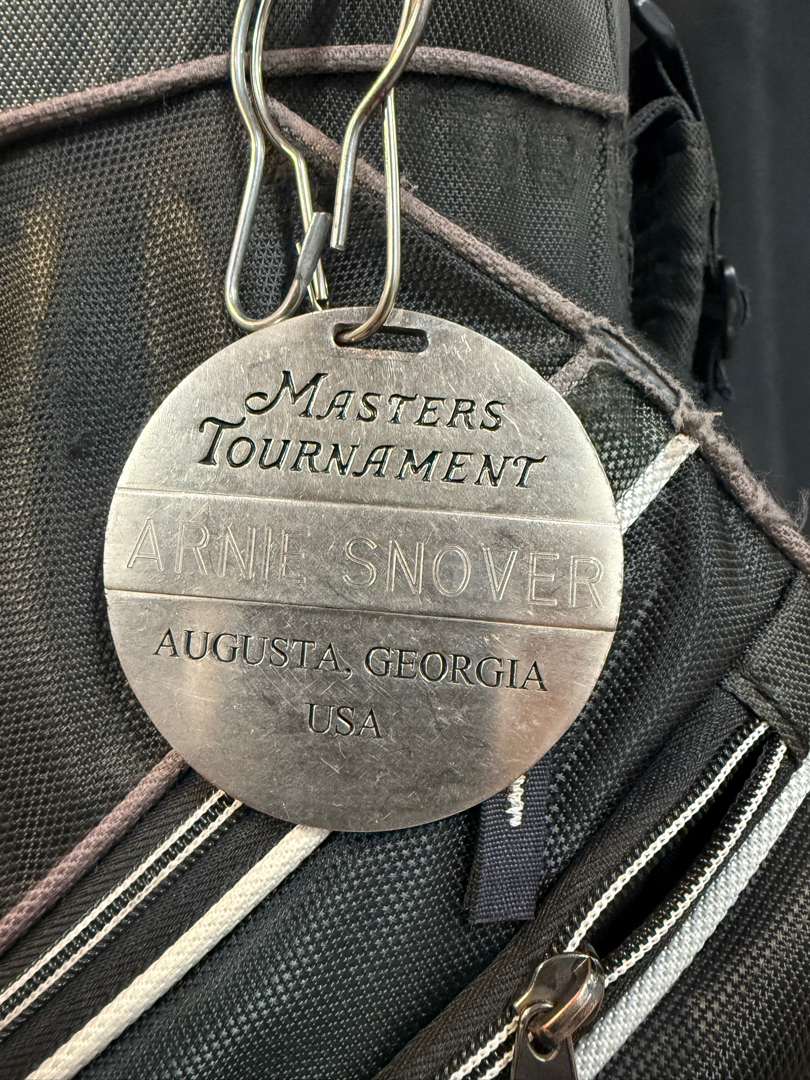 MASTERS
TOURNAMENT
ARNIE SNOVER
AUGUSTA, GEORGIA
USA